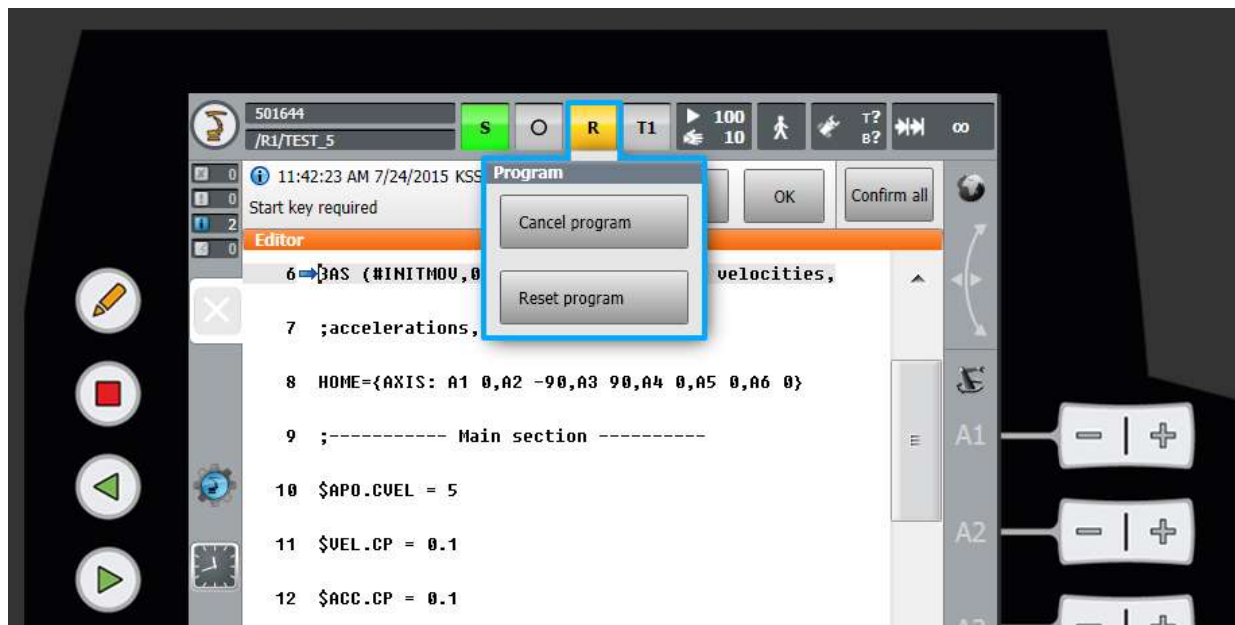 501644
/R1/TEST_5
S
O
R
T1
100
10
T?
B?
∞
0
0
2
0
11:42:23 AM 7/24/2015 KSS
Start key required
OK
Confirm all
Program
Cancel program
Reset program
Editor
6 BAS (#INITMOV,0 velocities,
7 ;accelerations,
8 HOME={AXIS: A1 0,A2 -90,A3 90,A4 0,A5 0,A6 0}
9 ;----------- Main section ----------
10 $APO.CVEL = 5
11 $VEL.CP = 0.1
12 $ACC.CP = 0.1
A1
A2